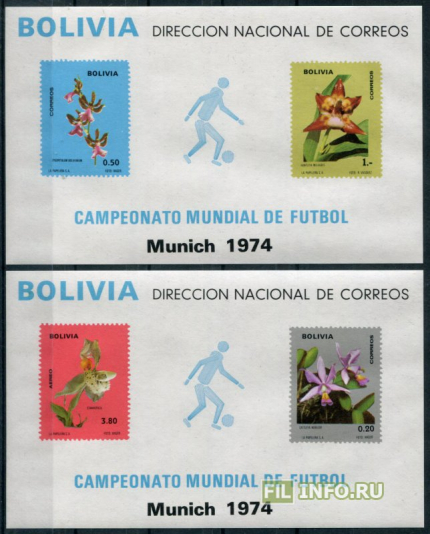 BOLIVIA DIRECCION NACIONAL DE CORREOS
BOLIVIA
CORREOS
0.50
BOLIVIA
CORREOS
1.-
CAMPEONATO MUNDIAL DE FUTBOL
Munich 1974
BOLIVIA DIRECCION NACIONAL DE CORREOS
BOLIVIA
AEREO
3.80
BOLIVIA
CORREOS
0.20
CAMPEONATO MUNDIAL DE FUTBOL
Munich 1974
FILINFO.RU